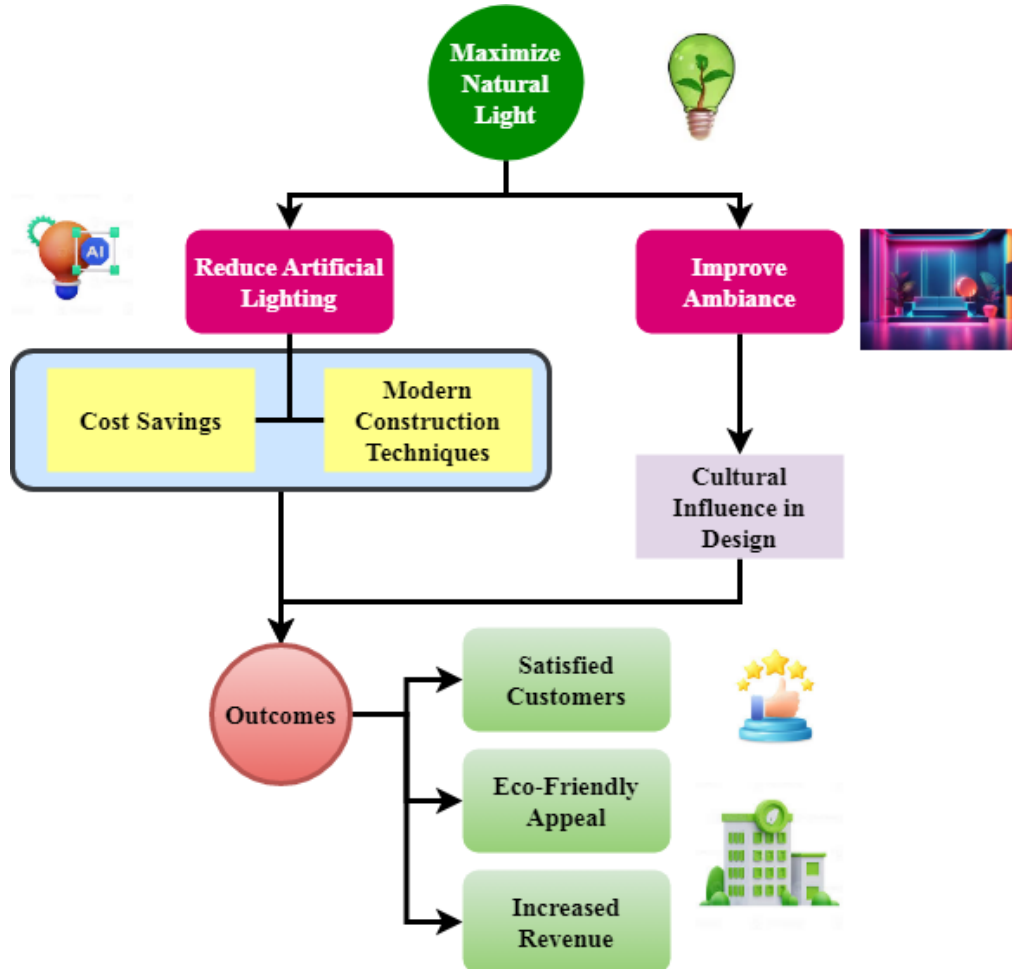 Maximize
Natural
Light
AI
Reduce Artificial
Lighting
Improve
Ambiance
Cost Savings
Modern
Construction
Techniques
Cultural
Influence in
Design
Outcomes
Satisfied
Customers
Eco-Friendly
Appeal
Increased
Revenue